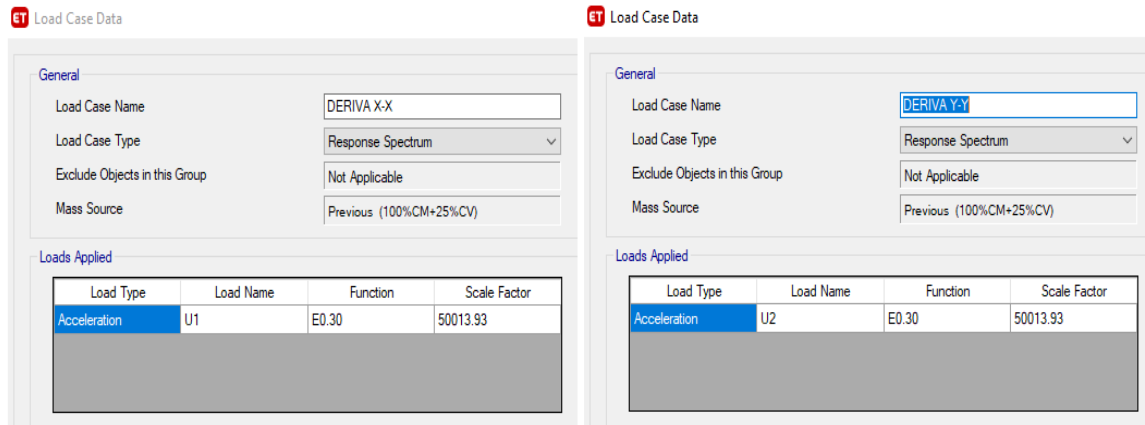 ET Load Case Data
General
Load Case Name DERIVA X-X
Load Case Type Response Spectrum
Exclude Objects in this Group Not Applicable
Mass Source Previous (100%CM+25%CV)
Loads Applied
Load Type Load Name Function Scale Factor
Acceleration U1 E0.30 50013.93
ET Load Case Data
General
Load Case Name DERIVA Y-Y
Load Case Type Response Spectrum
Exclude Objects in this Group Not Applicable
Mass Source Previous (100%CM+25%CV)
Loads Applied
Load Type Load Name Function Scale Factor
Acceleration U2 E0.30 50013.93